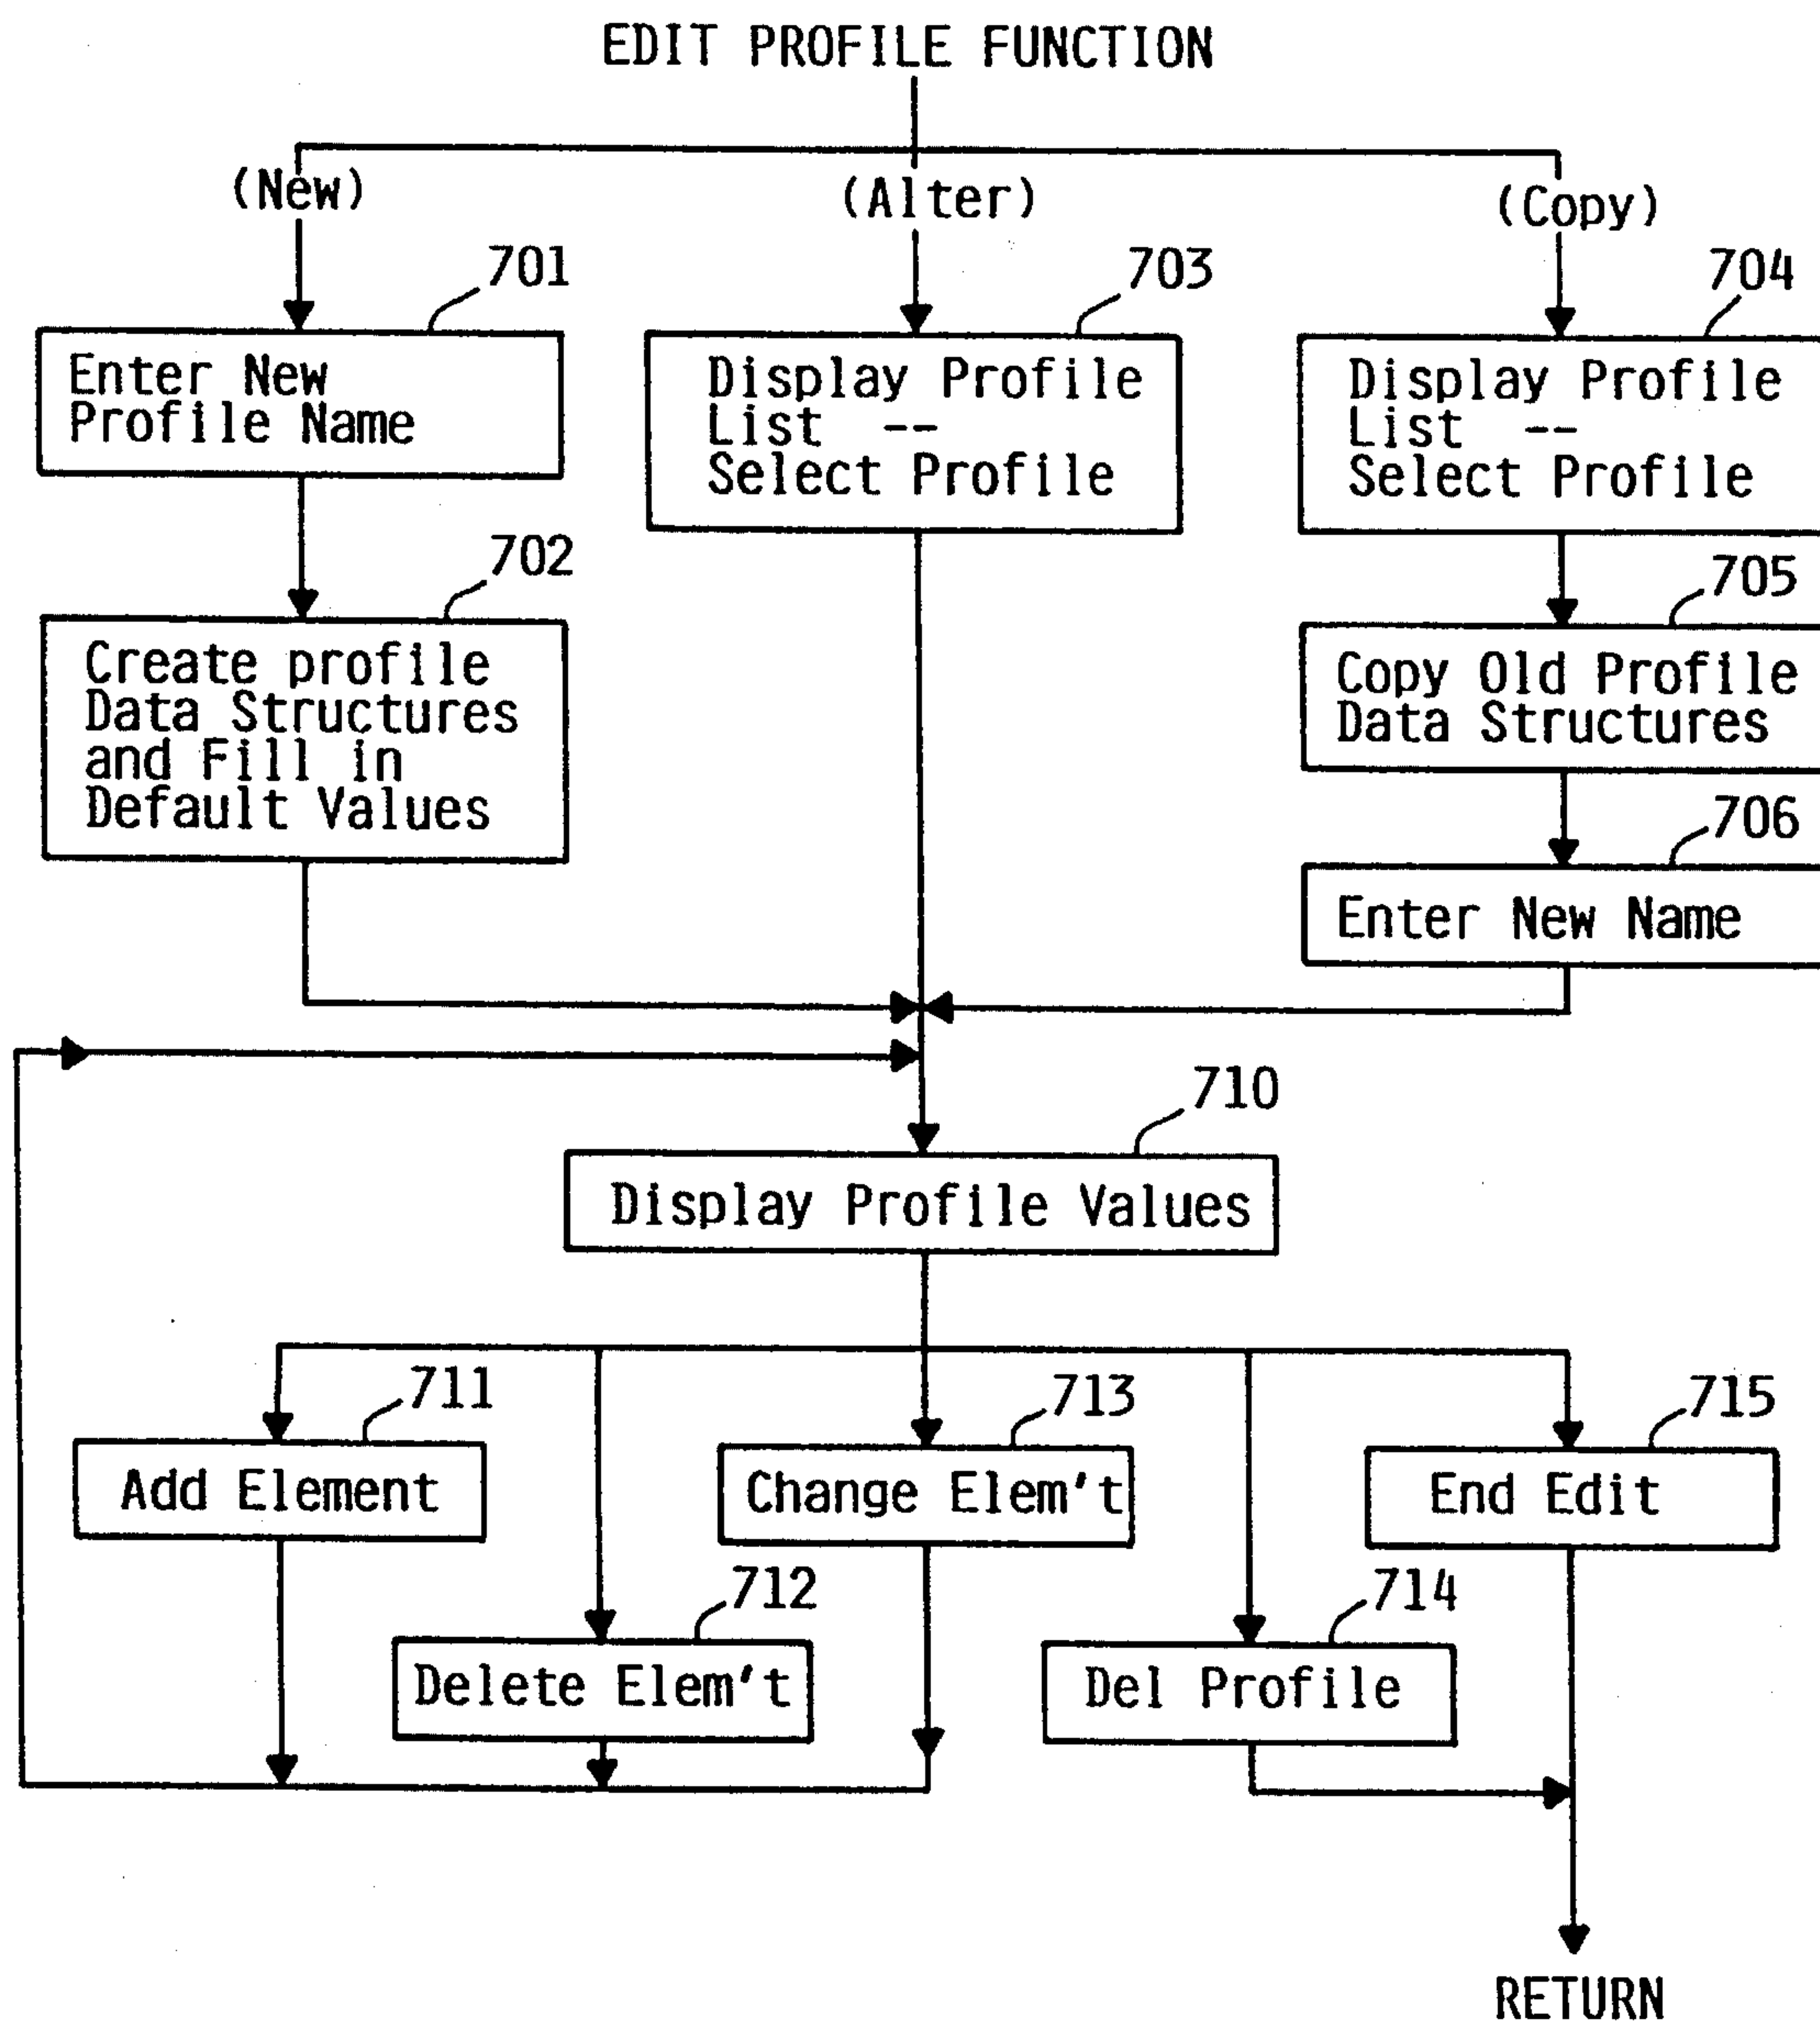 EDIT PROFILE FUNCTION
(New)
(Alter)
(Copy)
701
703
704
Enter New
Profile Name
Display Profile
List --
Select Profile
Display Profile
List --
Select Profile
702
705
Create profile
Data Structures
and Fill in
Default Values
Copy Old Profile
Data Structures
706
Enter New Name
710
Display Profile Values
711
713
715
Add Element
Change Elem't
End Edit
712
714
Delete Elem't
Del Profile
RETURN